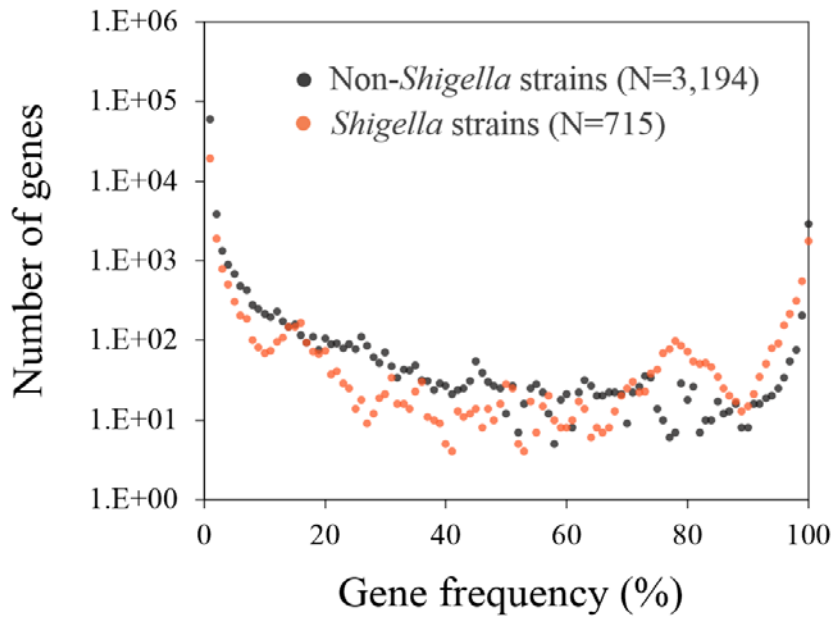 Number of genes
1.E+06
1.E+05
1.E+04
1.E+03
1.E+02
1.E+01
1.E+00
Non-Shigella strains (N=3,194)
Shigella strains (N=715)
0 20 40 60 80 100
Gene frequency (%)